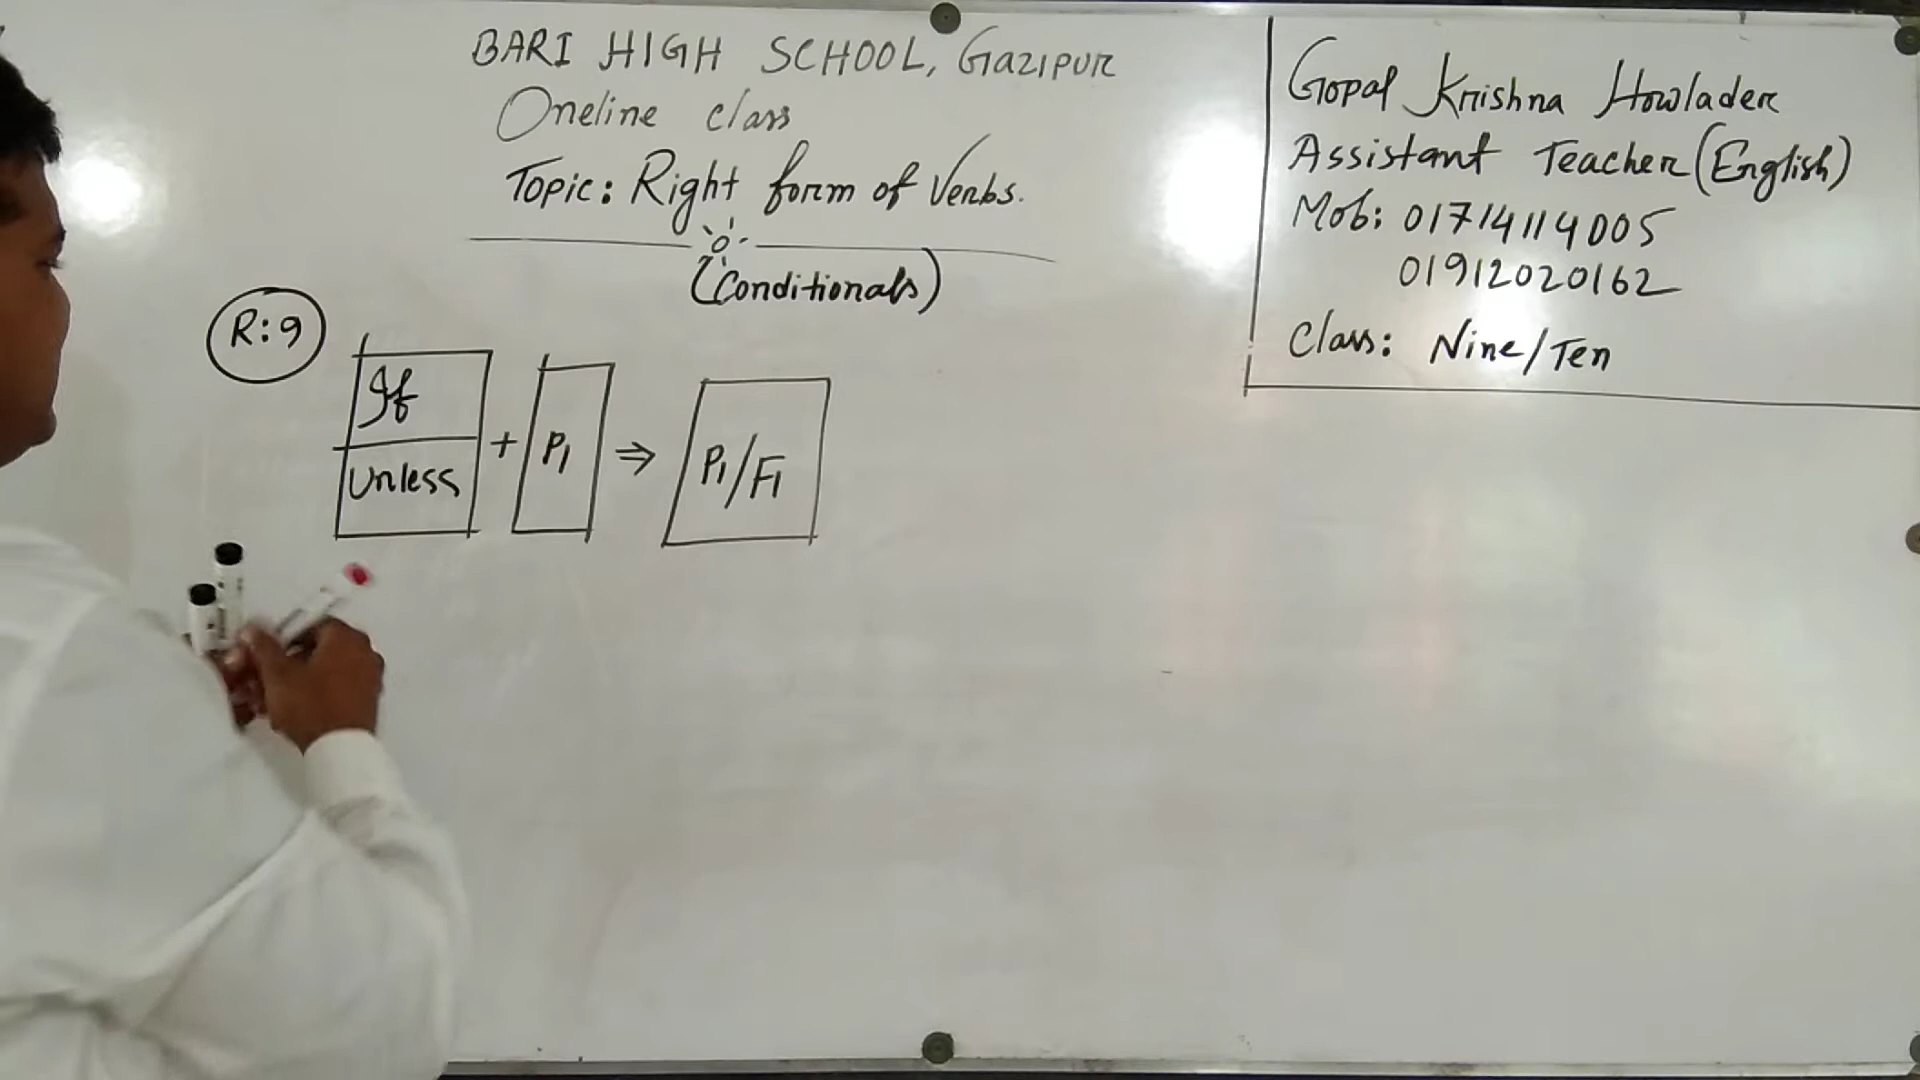 BARI HIGH SCHOOL, GAZIPUR
Oneline class
Topic: Right form of Verbs.
(Conditionals)
Gopal Krishna Howlader
Assistant Teacher (English)
Mob: 01714114005
01912020162
Class: Nine/Ten
R:9
If
Unless + P1 ⇒ P1/F1